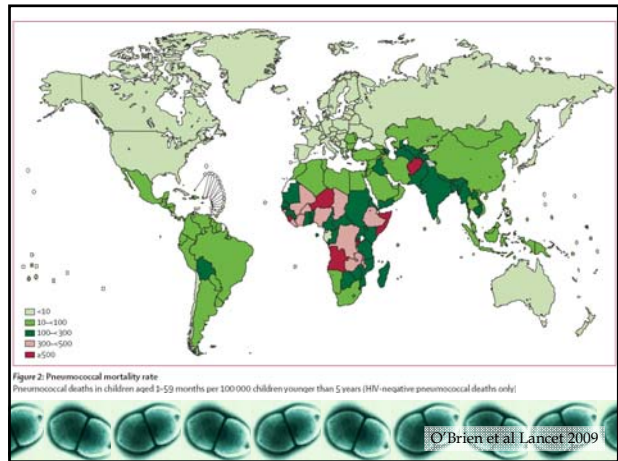 <10
10–<100
100–<300
300–<500
≥500
Figure 2: Pneumococcal mortality rate
Pneumococcal deaths in children aged 1–59 months per 100 000 children younger than 5 years (HIV-negative pneumococcal deaths only)
O'Brien et al Lancet 2009